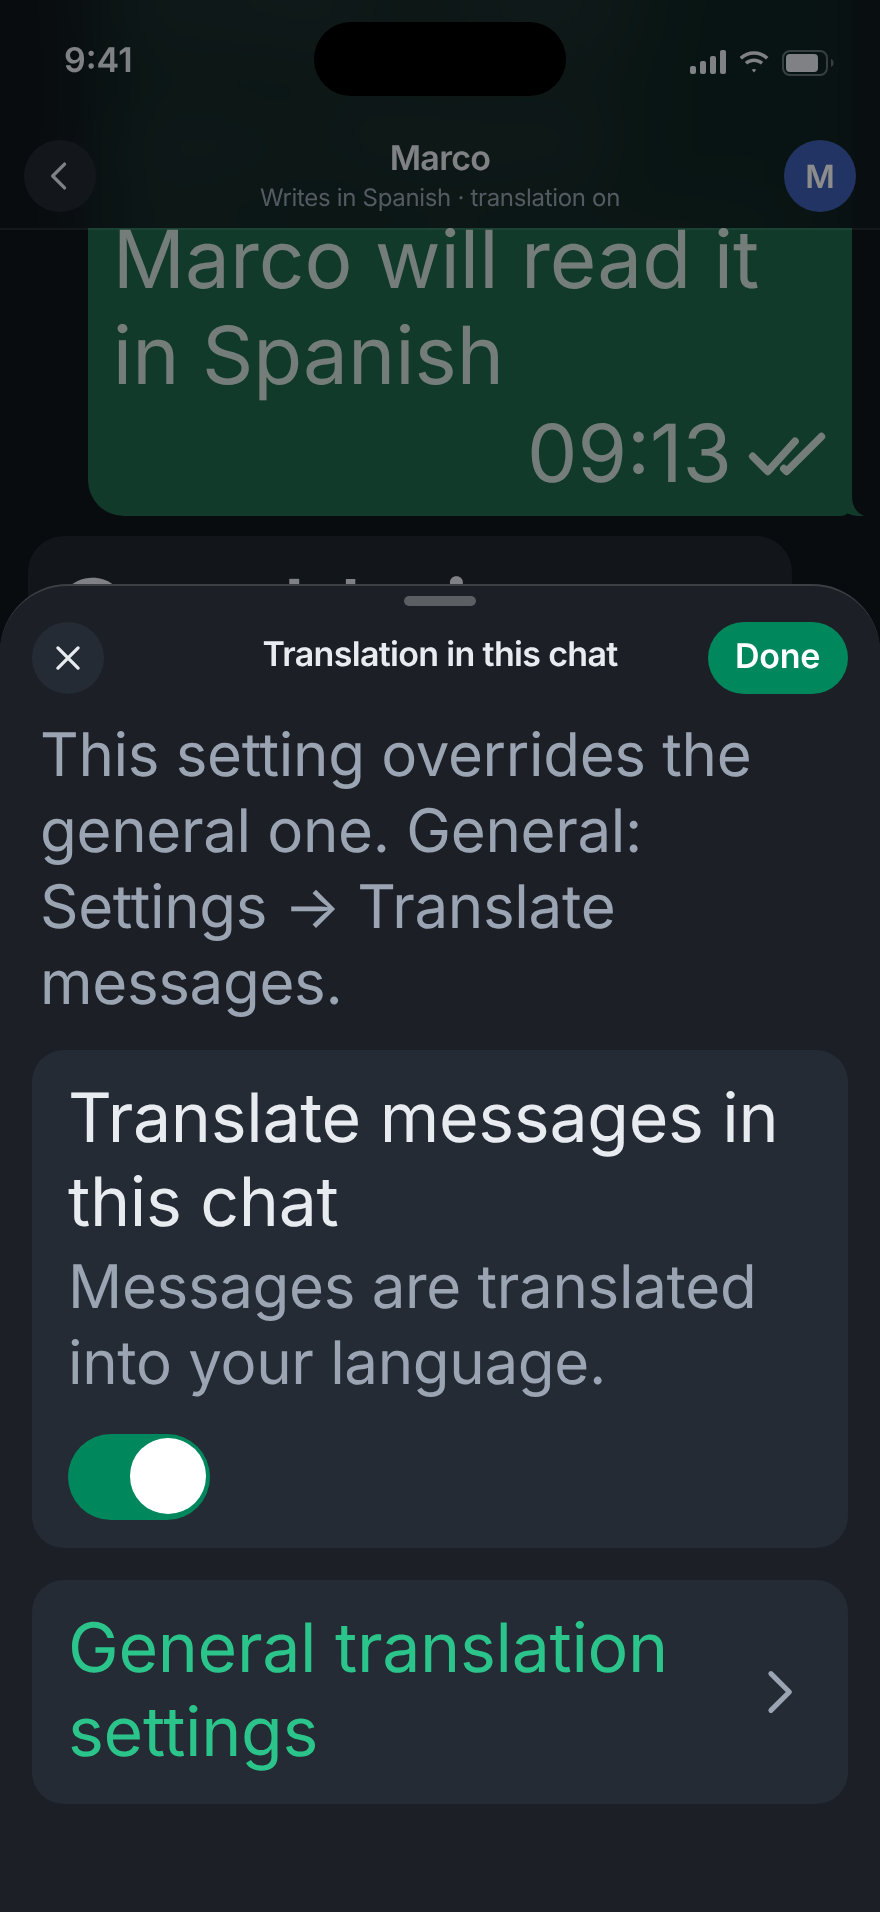 9:41
Marco
Writes in Spanish · translation on
M
Marco will read it
in Spanish
09:13
Translation in this chat
Done
This setting overrides the
general one. General:
Settings → Translate
messages.
Translate messages in
this chat
Messages are translated
into your language.
General translation
settings